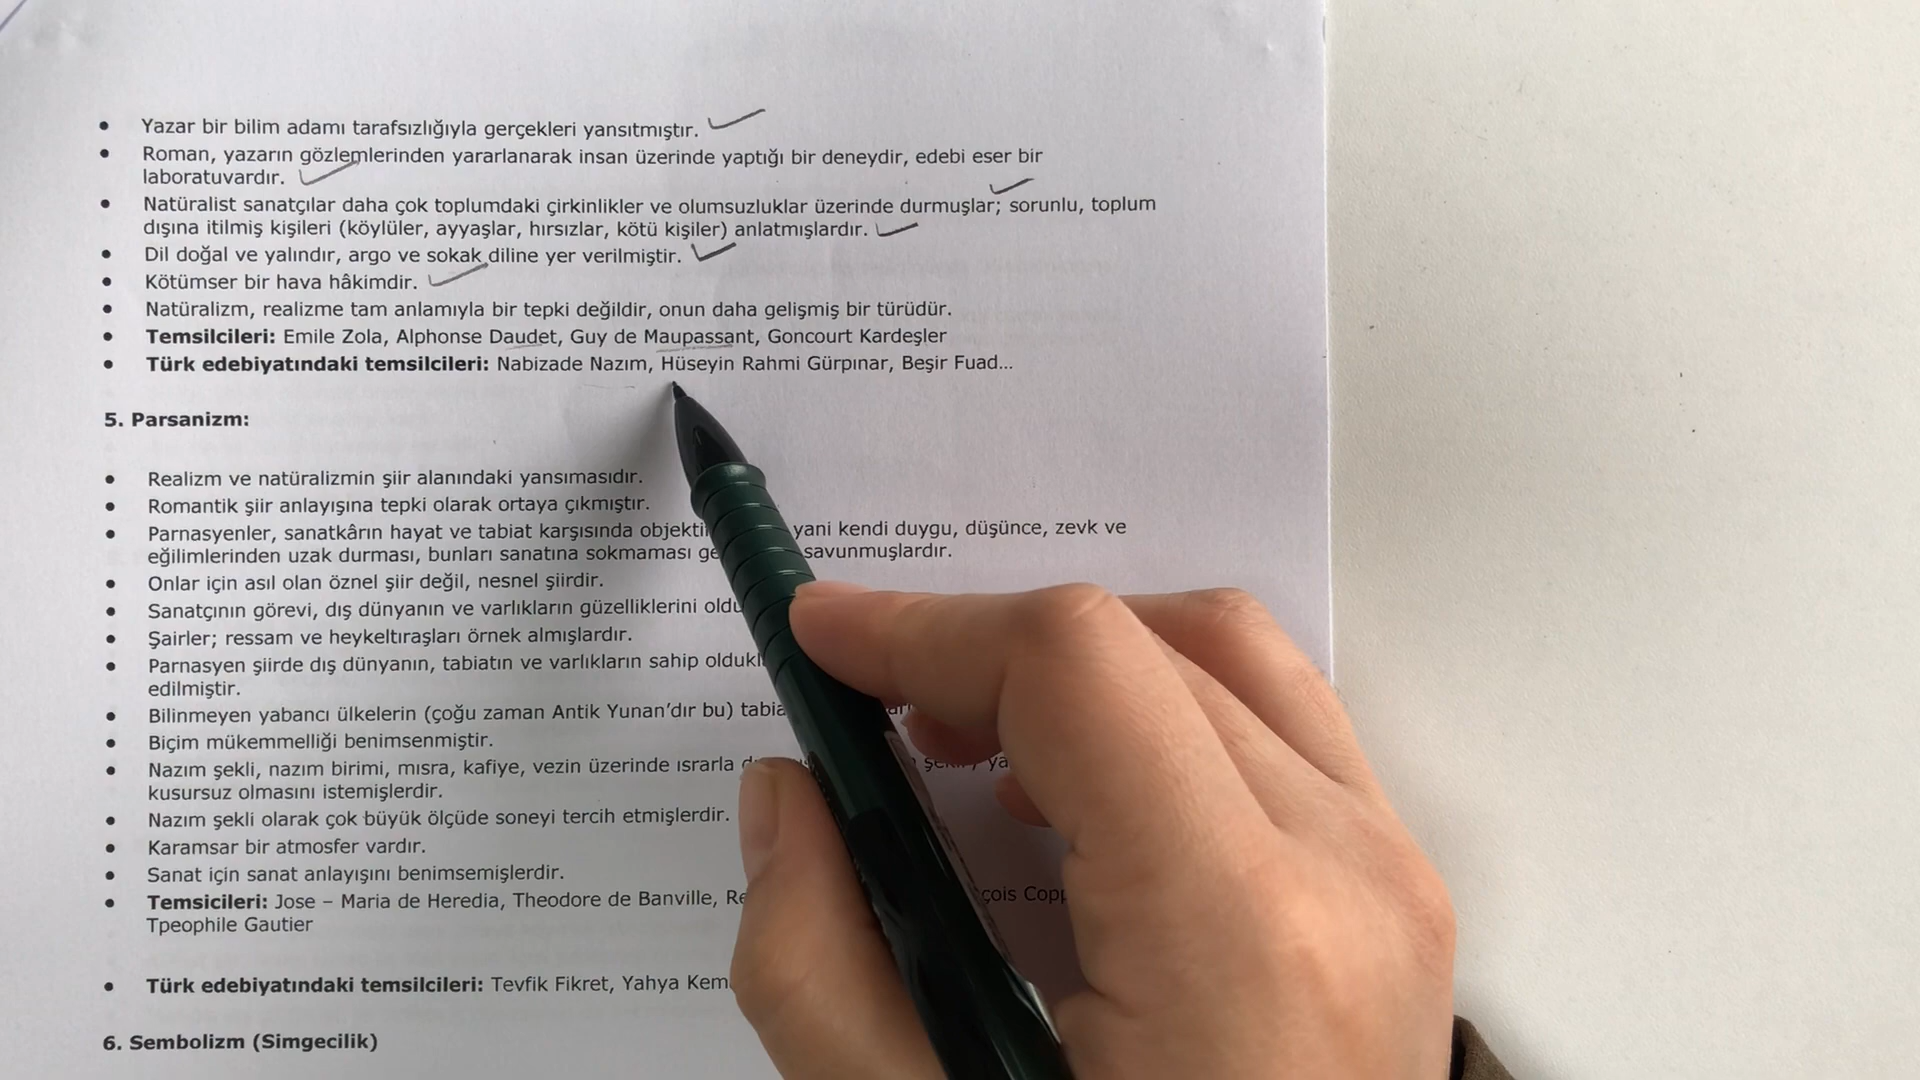 • Yazar bir bilim adamı tarafsızlığıyla gerçekleri yansıtmıştır.
• Roman, yazarın gözlemlerinden yararlanarak insan üzerinde yaptığı bir deneydir, edebi eser bir
laboratuvardır.
• Natüralist sanatçılar daha çok toplumdaki çirkinlikler ve olumsuzluklar üzerinde durmuşlar; sorunlu, toplum
dışına itilmiş kişileri (köylüler, ayyaşlar, hırsızlar, kötü kişiler) anlatmışlardır.
• Dil doğal ve yalındır, argo ve sokak diline yer verilmiştir.
• Kötümser bir hava hâkimdir.
• Natüralizm, realizme tam anlamıyla bir tepki değildir, onun daha gelişmiş bir türüdür.
• Temsilcileri: Emile Zola, Alphonse Daudet, Guy de Maupassant, Goncourt Kardeşler
• Türk edebiyatındaki temsilcileri: Nabizade Nazım, Hüseyin Rahmi Gürpınar, Beşir Fuad...
5. Parsanizm:
• Realizm ve natüralizmin şiir alanındaki yansımasıdır.
• Romantik şiir anlayışına tepki olarak ortaya çıkmıştır.
• Parnasyenler, sanatkârın hayat ve tabiat karşısında yani kendi duygu, düşünce, zevk ve
eğilimlerinden uzak durması, bunları sanatına sokmaması savunmuşlardır.
• Onlar için asıl olan öznel şiir değil, nesnel şiirdir.
• Sanatçının görevi, dış dünyanın ve varlıkların güzelliklerini
• Şairler; ressam ve heykeltıraşları örnek almışlardır.
• Parnasyen şiirde dış dünyanın, tabiatın ve varlıkların sahip
edilmiştir.
• Bilinmeyen yabancı ülkelerin (çoğu zaman Antik Yunan’dır bu)
• Biçim mükemmelliği benimsenmiştir.
• Nazım şekli, nazım birimi, mısra, kafiye, vezin üzerinde ısrarla
kusursuz olmasını istemişlerdir.
• Nazım şekli olarak çok büyük ölçüde soneyi tercih etmişlerdir.
• Karamsar bir atmosfer vardır.
• Sanat için sanat anlayışını benimsemişlerdir.
• Temsicileri: Jose – Maria de Heredia, Theodore de Banville,
Tpeophile Gautier
• Türk edebiyatındaki temsilcileri: Tevfik Fikret, Yahya
6. Sembolizm (Simgecilik)